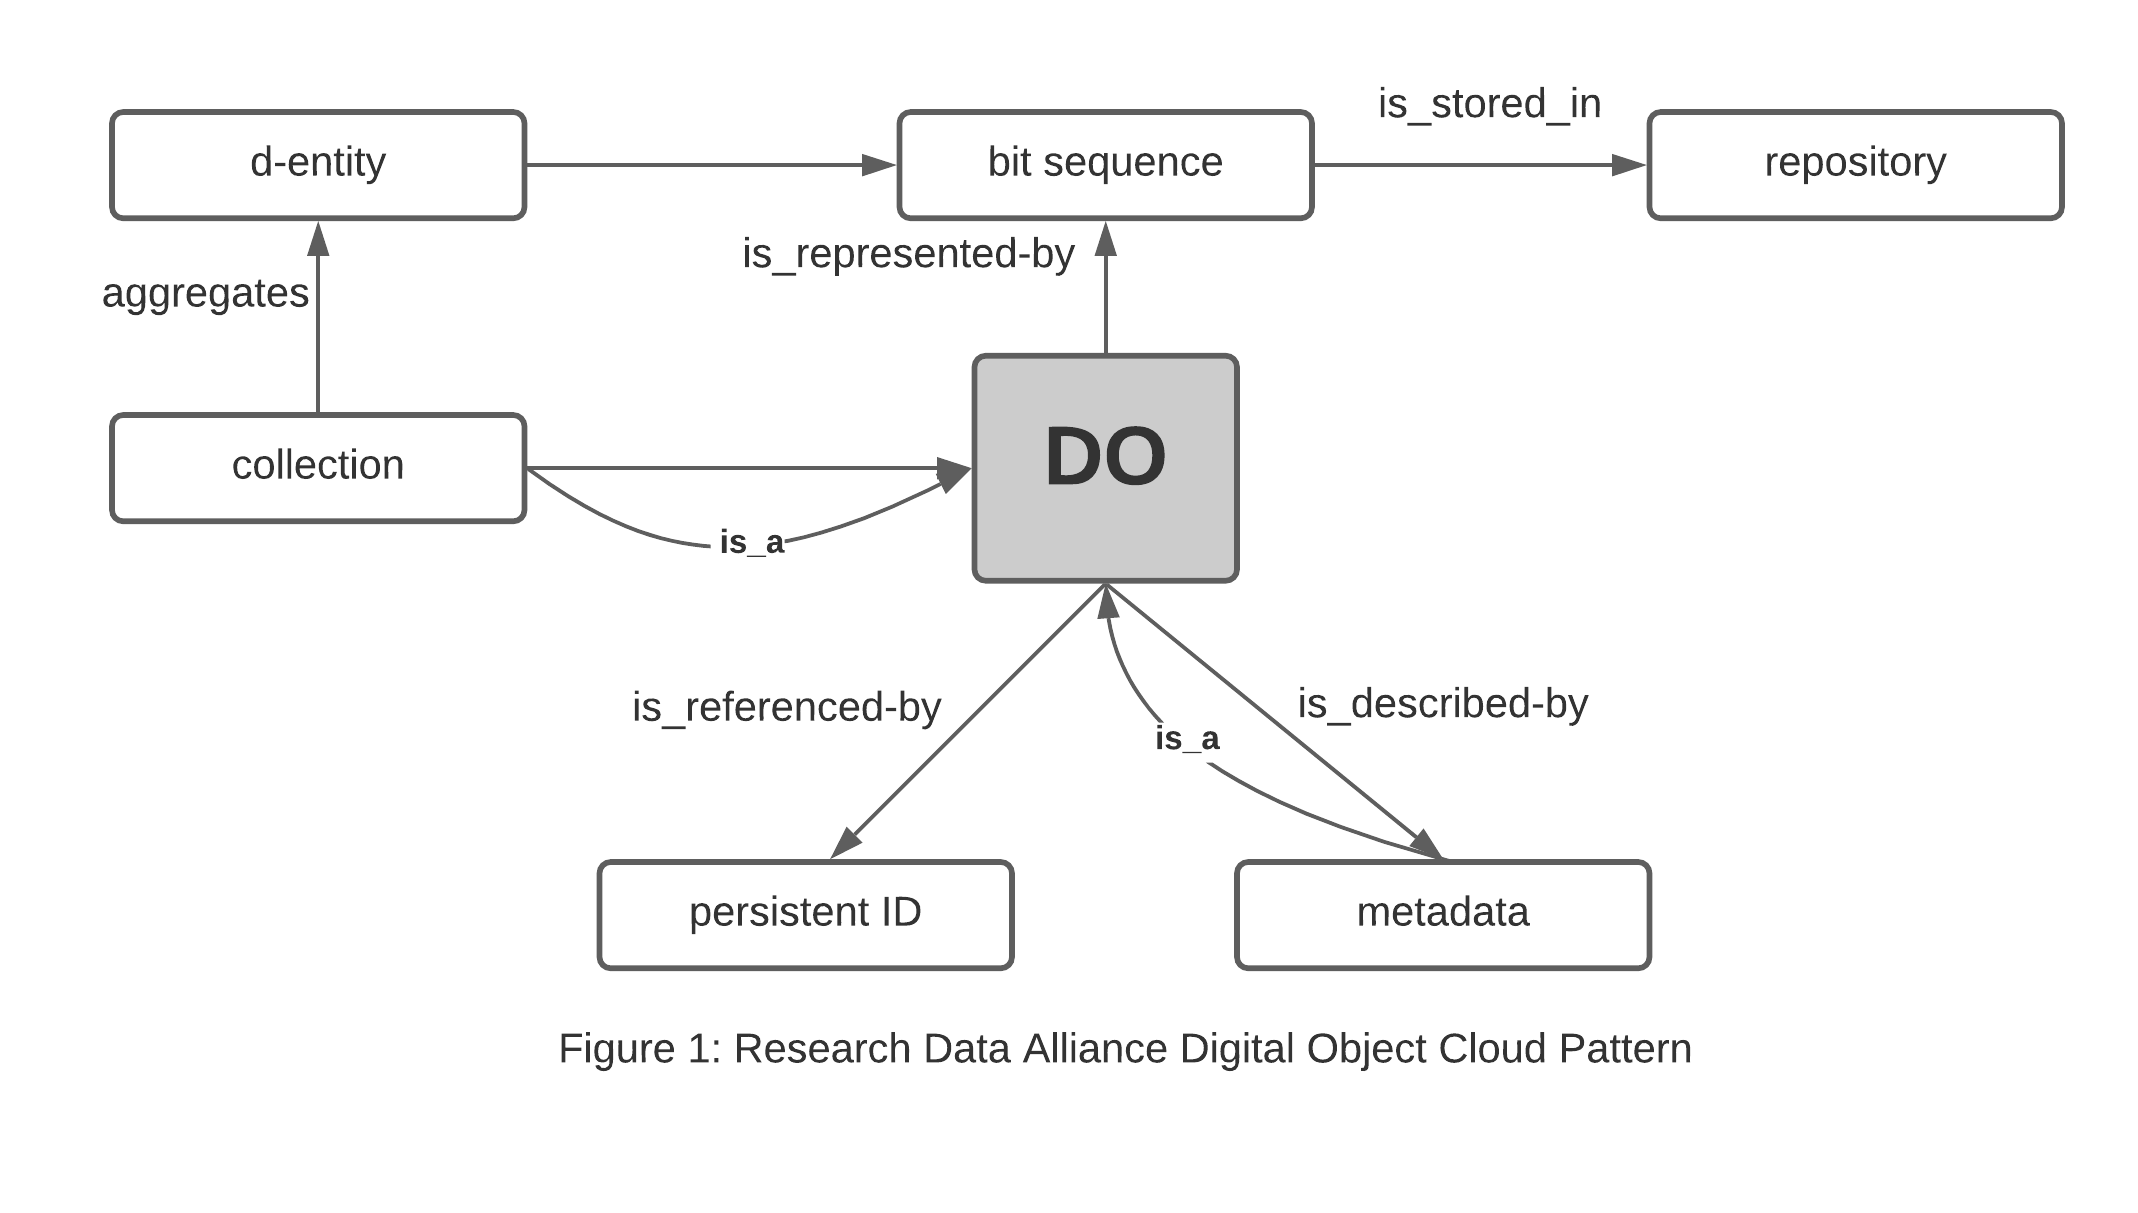 is_stored_in
d-entity
bit sequence
repository
is_represented-by
aggregates
DO
collection
is_a
is_referenced-by
is_described-by
is_a
persistent ID
metadata
Figure 1: Research Data Alliance Digital Object Cloud Pattern